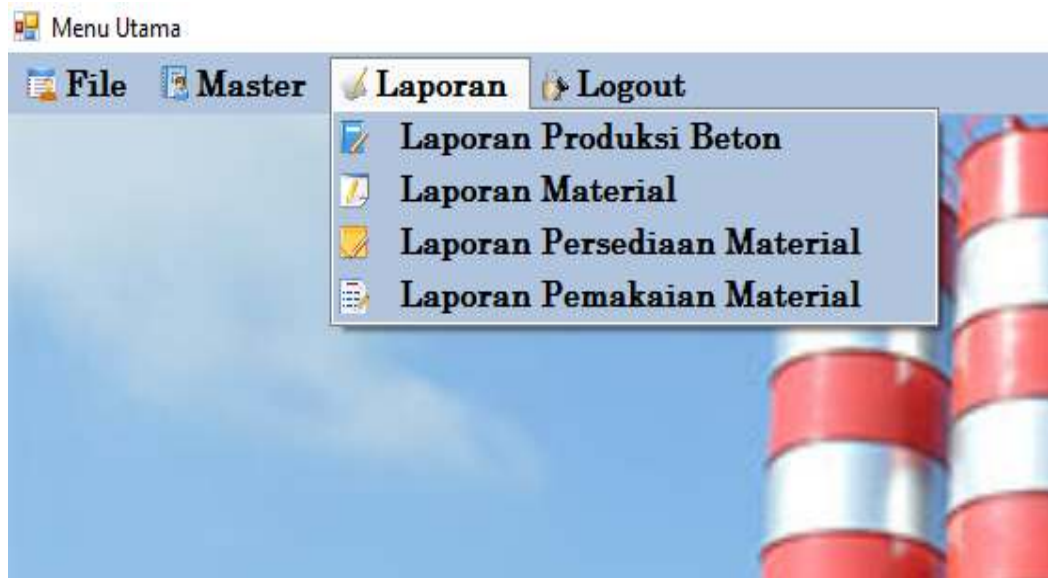 Menu Utama
File Master Laporan Logout
Laporan Produksi Beton
Laporan Material
Laporan Persediaan Material
Laporan Pemakaian Material